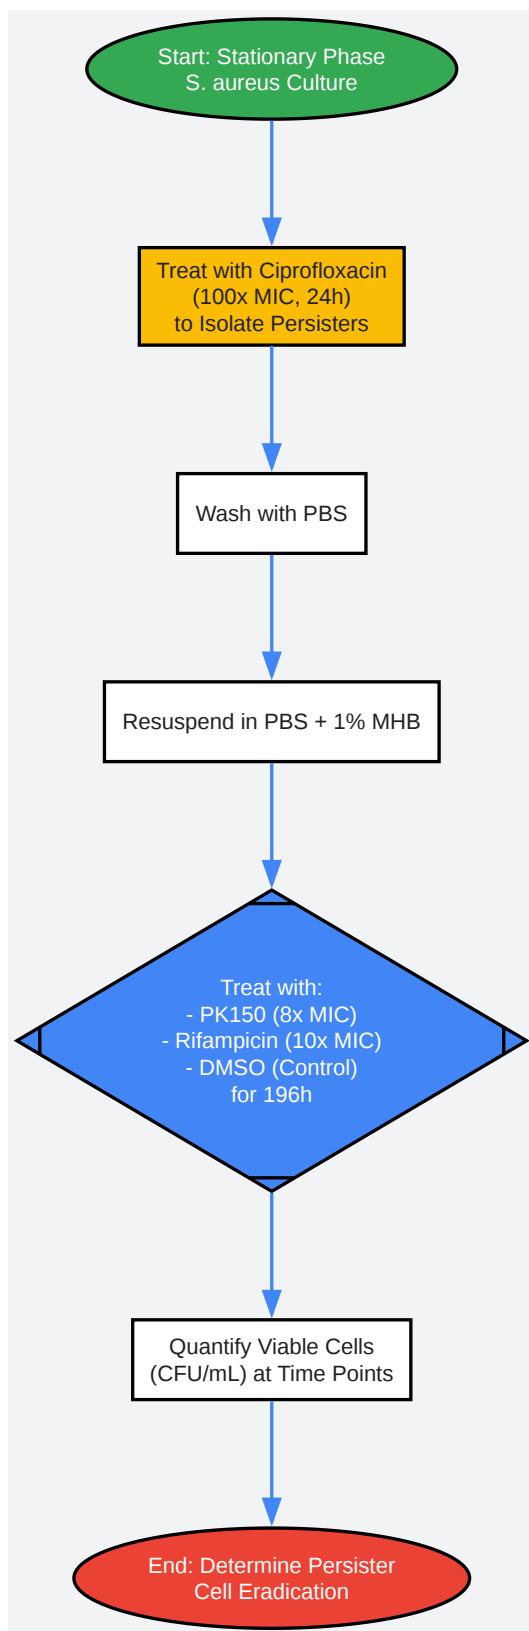 Start: Stationary Phase
S. aureus Culture
Treat with Ciprofloxacin
(100x MIC, 24h)
to Isolate Persisters
Wash with PBS
Resuspend in PBS + 1% MHB
Treat with:
- PK150 (8x MIC)
- Rifampicin (10x MIC)
- DMSO (Control)
for 196h
Quantify Viable Cells
(CFU/mL) at Time Points
End: Determine Persister
Cell Eradication